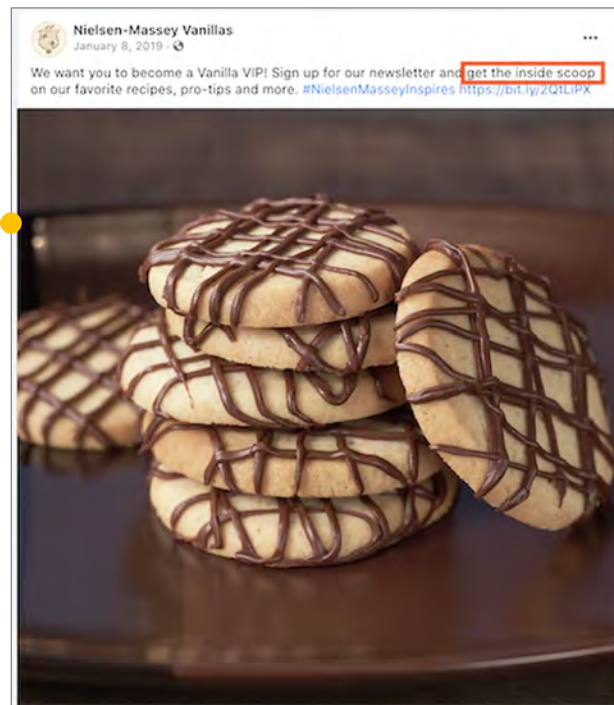 Nielsen-Massey Vanillas
January 8, 2019 ·
We want you to become a Vanilla VIP! Sign up for our newsletter and get the inside scoop
on our favorite recipes, pro-tips and more. #NielsenMasseyInspires https://bit.ly/2QtLiPX